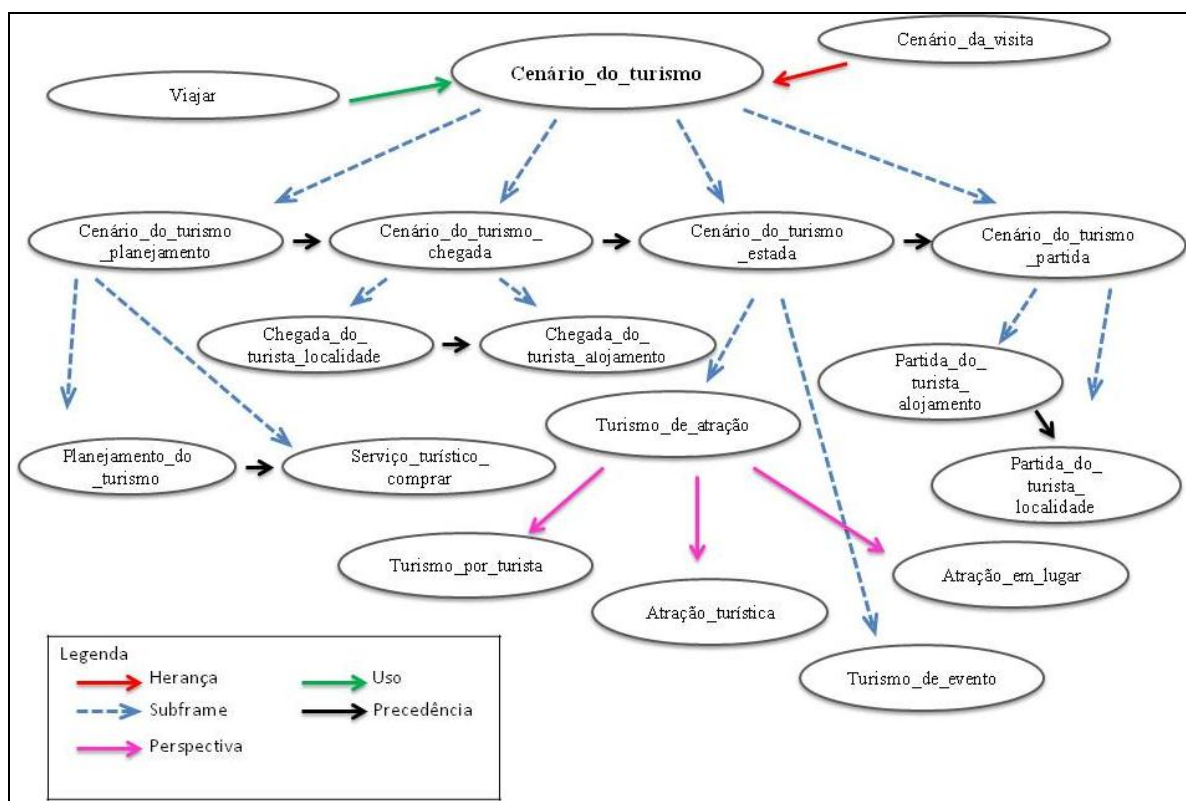 Cenário_da_visita
Cenário_do_turismo
Viajar
Cenário_do_turismo
_planejamento
Cenário_do_turismo_
chegada
Cenário_do_turismo
_estada
Cenário_do_turismo
_partida
Chegada_do_
turista_localidade
Chegada_do_
turista_alojamento
Partida_do_
turista_
alojamento
Turismo_de_atração
Planejamento_do
_turismo
Serviço_turístico_
comprar
Partida_do_
turista_
localidade
Turismo_por_turista
Atração_em_lugar
Atração_turística
Turismo_de_evento
Legenda
Herança
Uso
Subframe
Precedência
Perspectiva